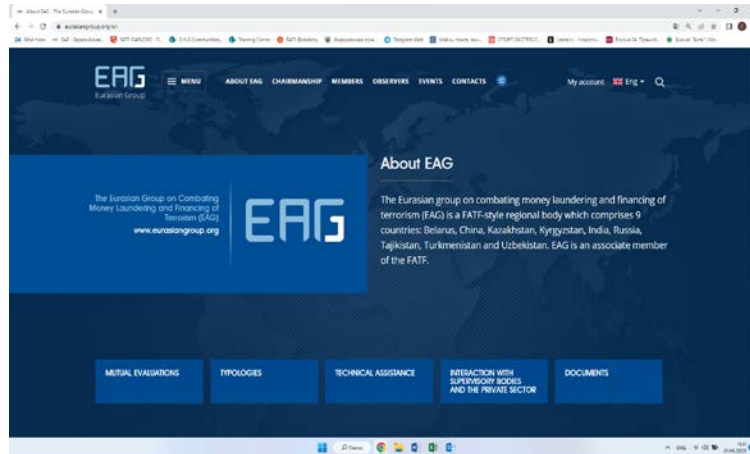 eurasiangroup.org/en
EAG
Eurasian Group
MENU
ABOUT EAG CHAIRMANSHIP MEMBERS OBSERVERS EVENTS CONTACTS
My account Eng
About EAG
The Eurasian Group on Combating
Money Laundering and Financing of
Terrorism (EAG)
www.eurasiangroup.org
EAG
The Eurasian group on combating money laundering and financing of
terrorism (EAG) is a FATF-style regional body which comprises 9
countries: Belarus, China, Kazakhstan, Kyrgyzstan, India, Russia,
Tajikistan, Turkmenistan and Uzbekistan. EAG is an associate member
of the FATF.
MUTUAL EVALUATIONS
TYPOLOGIES
TECHNICAL ASSISTANCE
INTERACTION WITH
SUPERVISORY BODIES
AND THE PRIVATE SECTOR
DOCUMENTS